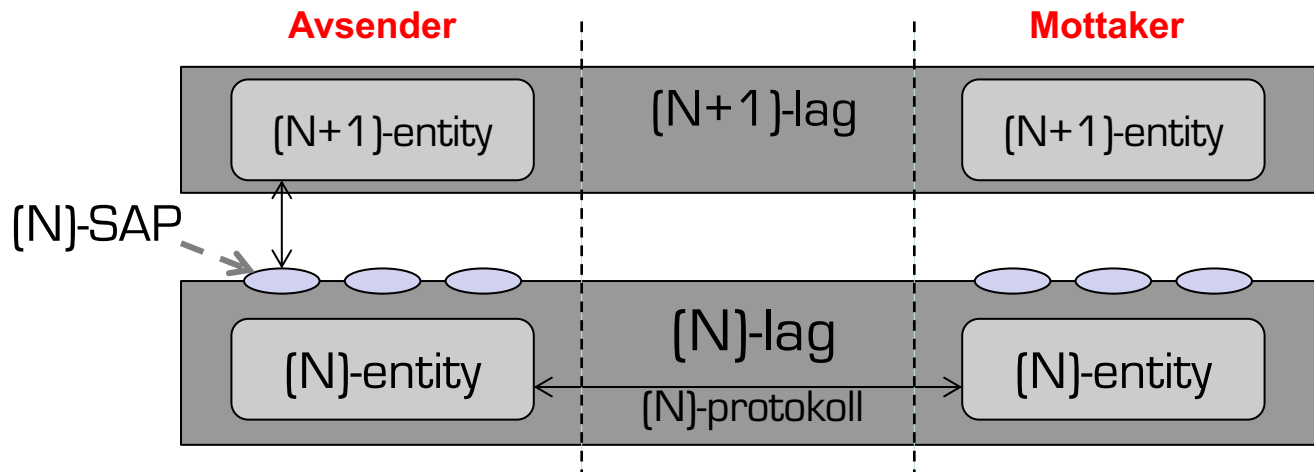 Avsender
Mottaker
(N+1)-entity
(N+1)-lag
(N+1)-entity
(N)-SAP
(N)-lag
(N)-entity
(N)-entity
(N)-protokoll